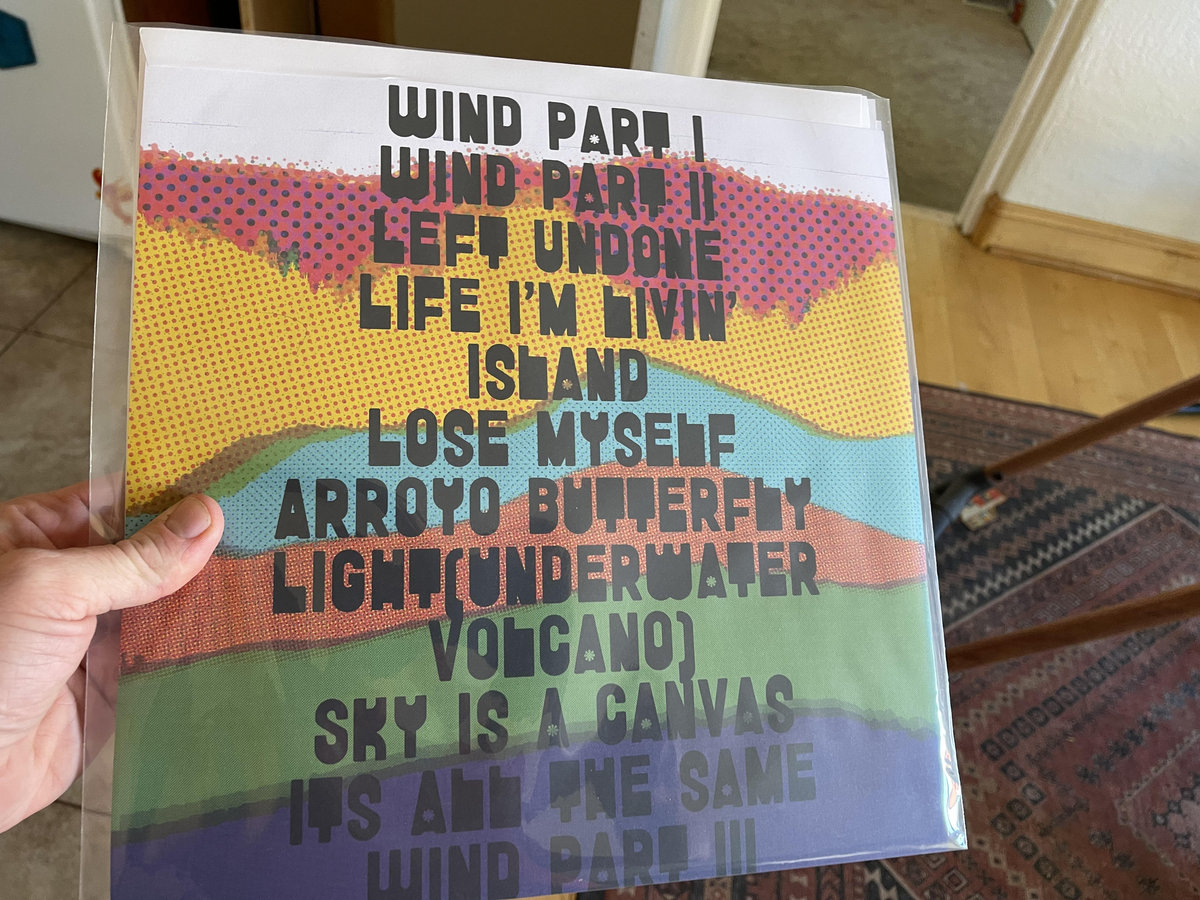 WIND PART I
WIND PART II
LEFT UNDONE
LIFE I'M LIVIN'
ISLAND
LOSE MYSELF
ARROYO BUTTERFLY
LIGHT(UNDERWATER
VOLCANO)
SKY IS A CANVAS
ITS ALL THE SAME
WIND PART III